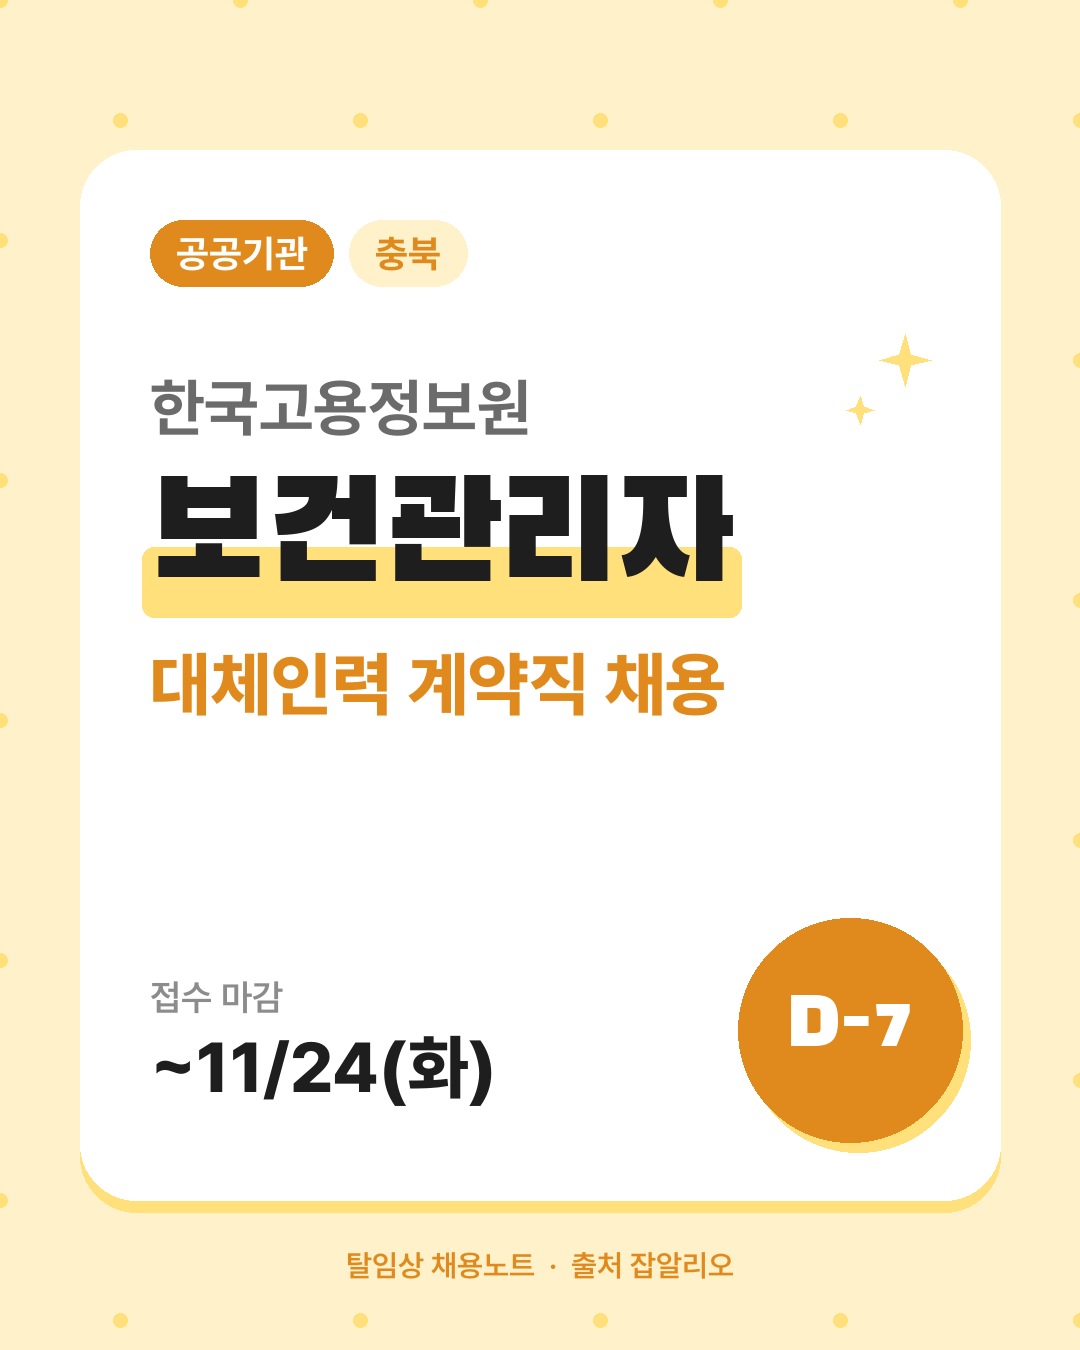 공공기관 충북
한국고용정보원
보건관리자
대체인력 계약직 채용
접수 마감
~11/24(화)
D-7
탈임상 채용노트 · 출처 잡알리오